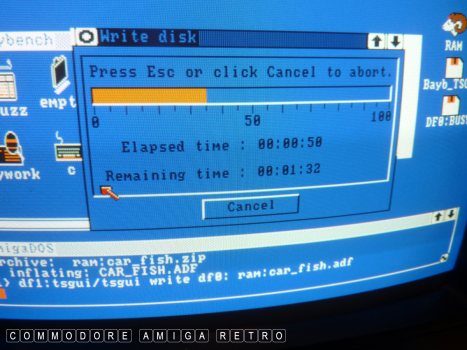 ybench
Write disk
RAM
Press Esc or click Cancel to abort.
0 50 100
uzz
empt
Elapsed time : 00:00:50
Remaining time : 00:01:32
Cancel
ywork
c
Bayb_TSG
DF0:BUSY
migaDOS
rchive: ram:car_fish.zip
inflating: CAR_FISH.ADF
> df1:tsgui/tsgui write df0: ram:car_fish.adf
COMMODORE AMIGA RETRO